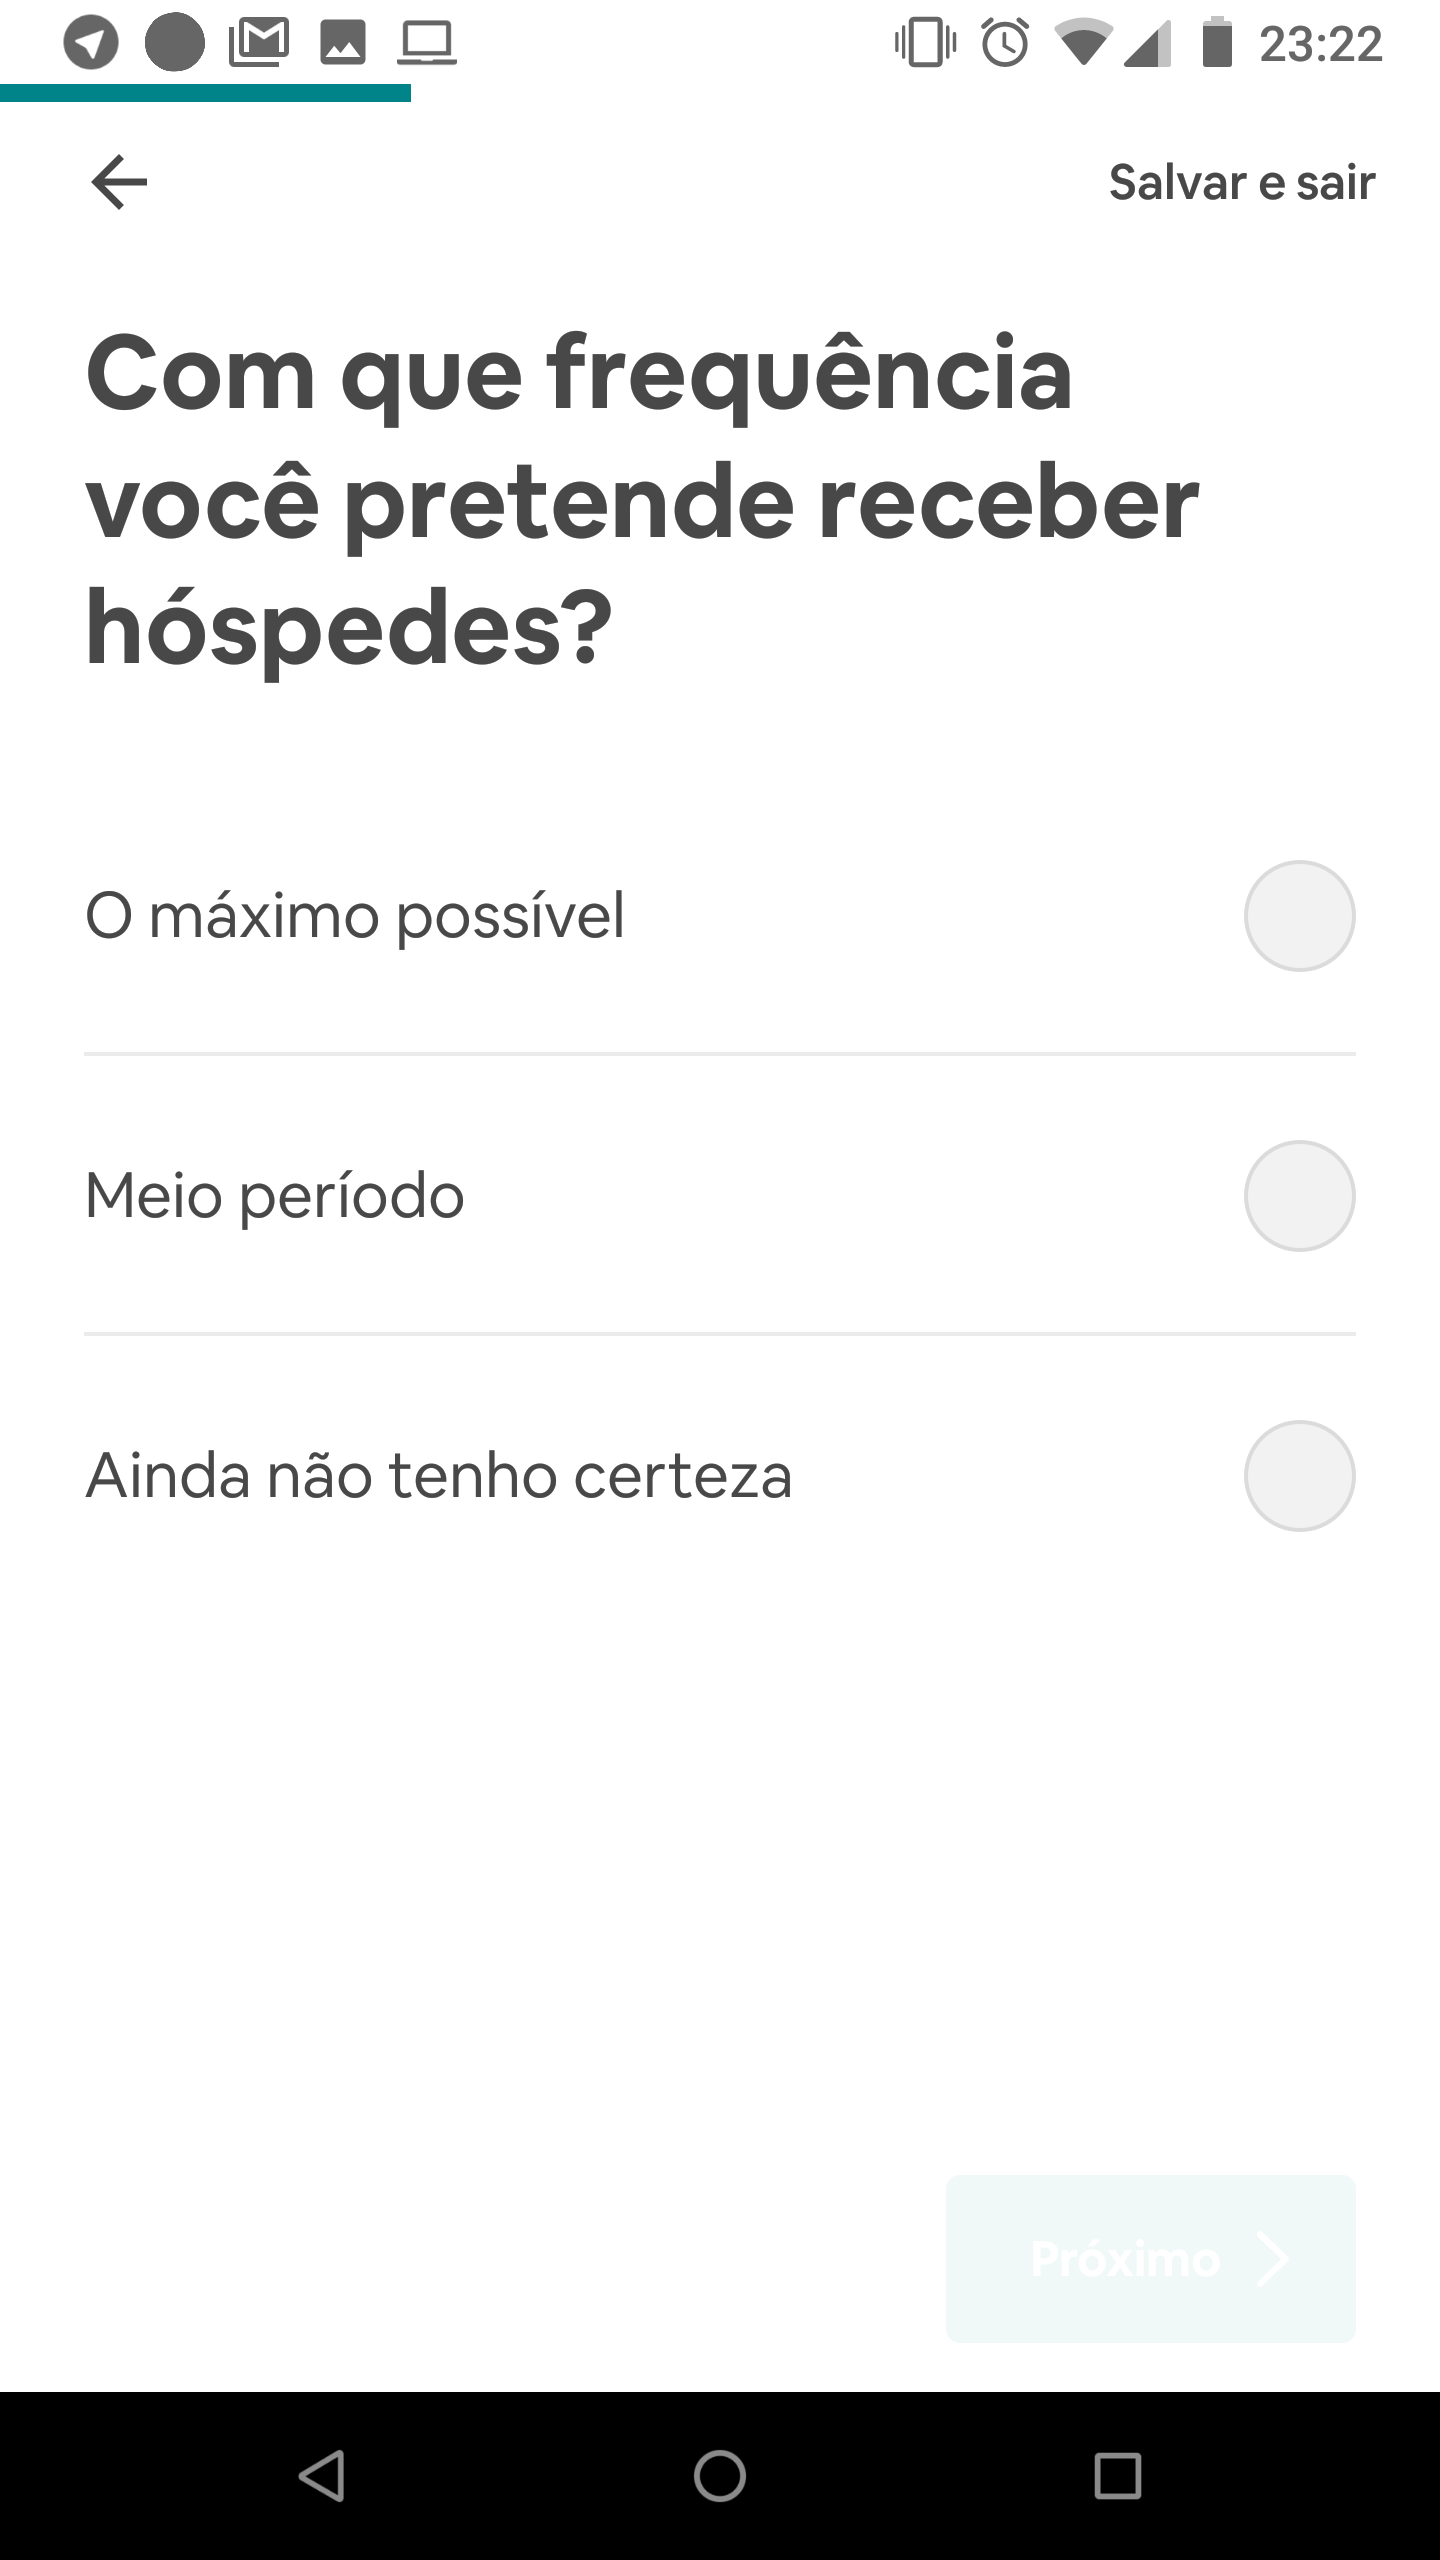 23:22
Salvar e sair
Com que frequência
você pretende receber
hóspedes?
O máximo possível
Meio período
Ainda não tenho certeza
Próximo